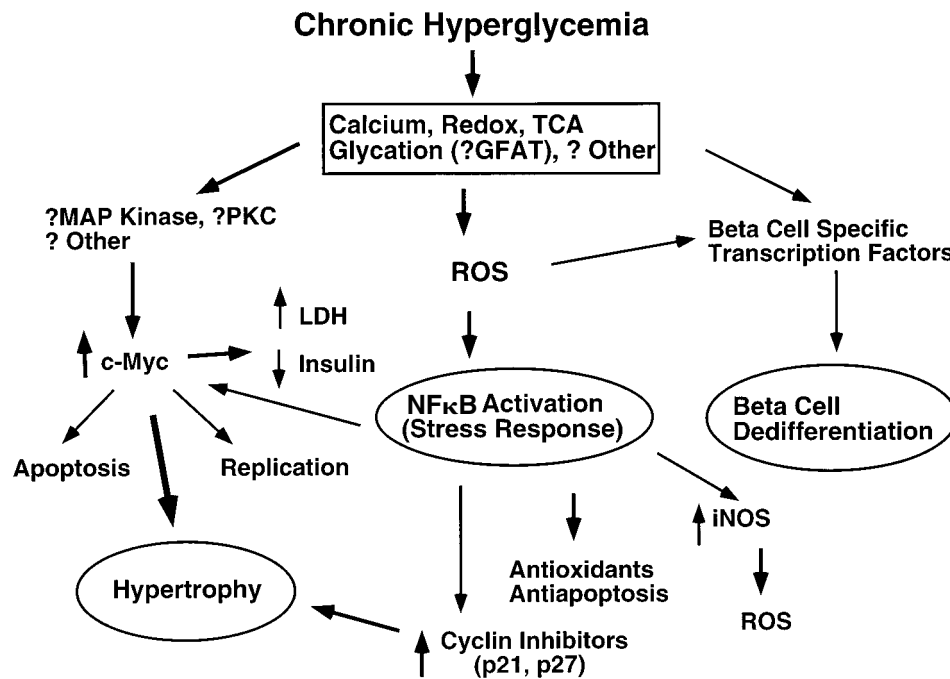 Chronic Hyperglycemia
Calcium, Redox, TCA
Glycation (?GFAT), ? Other
?MAP Kinase, ?PKC
? Other
ROS
Beta Cell Specific
Transcription Factors
LDH
c-Myc
Insulin
NFκB Activation
(Stress Response)
Beta Cell
Dedifferentiation
Apoptosis
Replication
iNOS
Hypertrophy
Antioxidants
Antiapoptosis
ROS
Cyclin Inhibitors
(p21, p27)